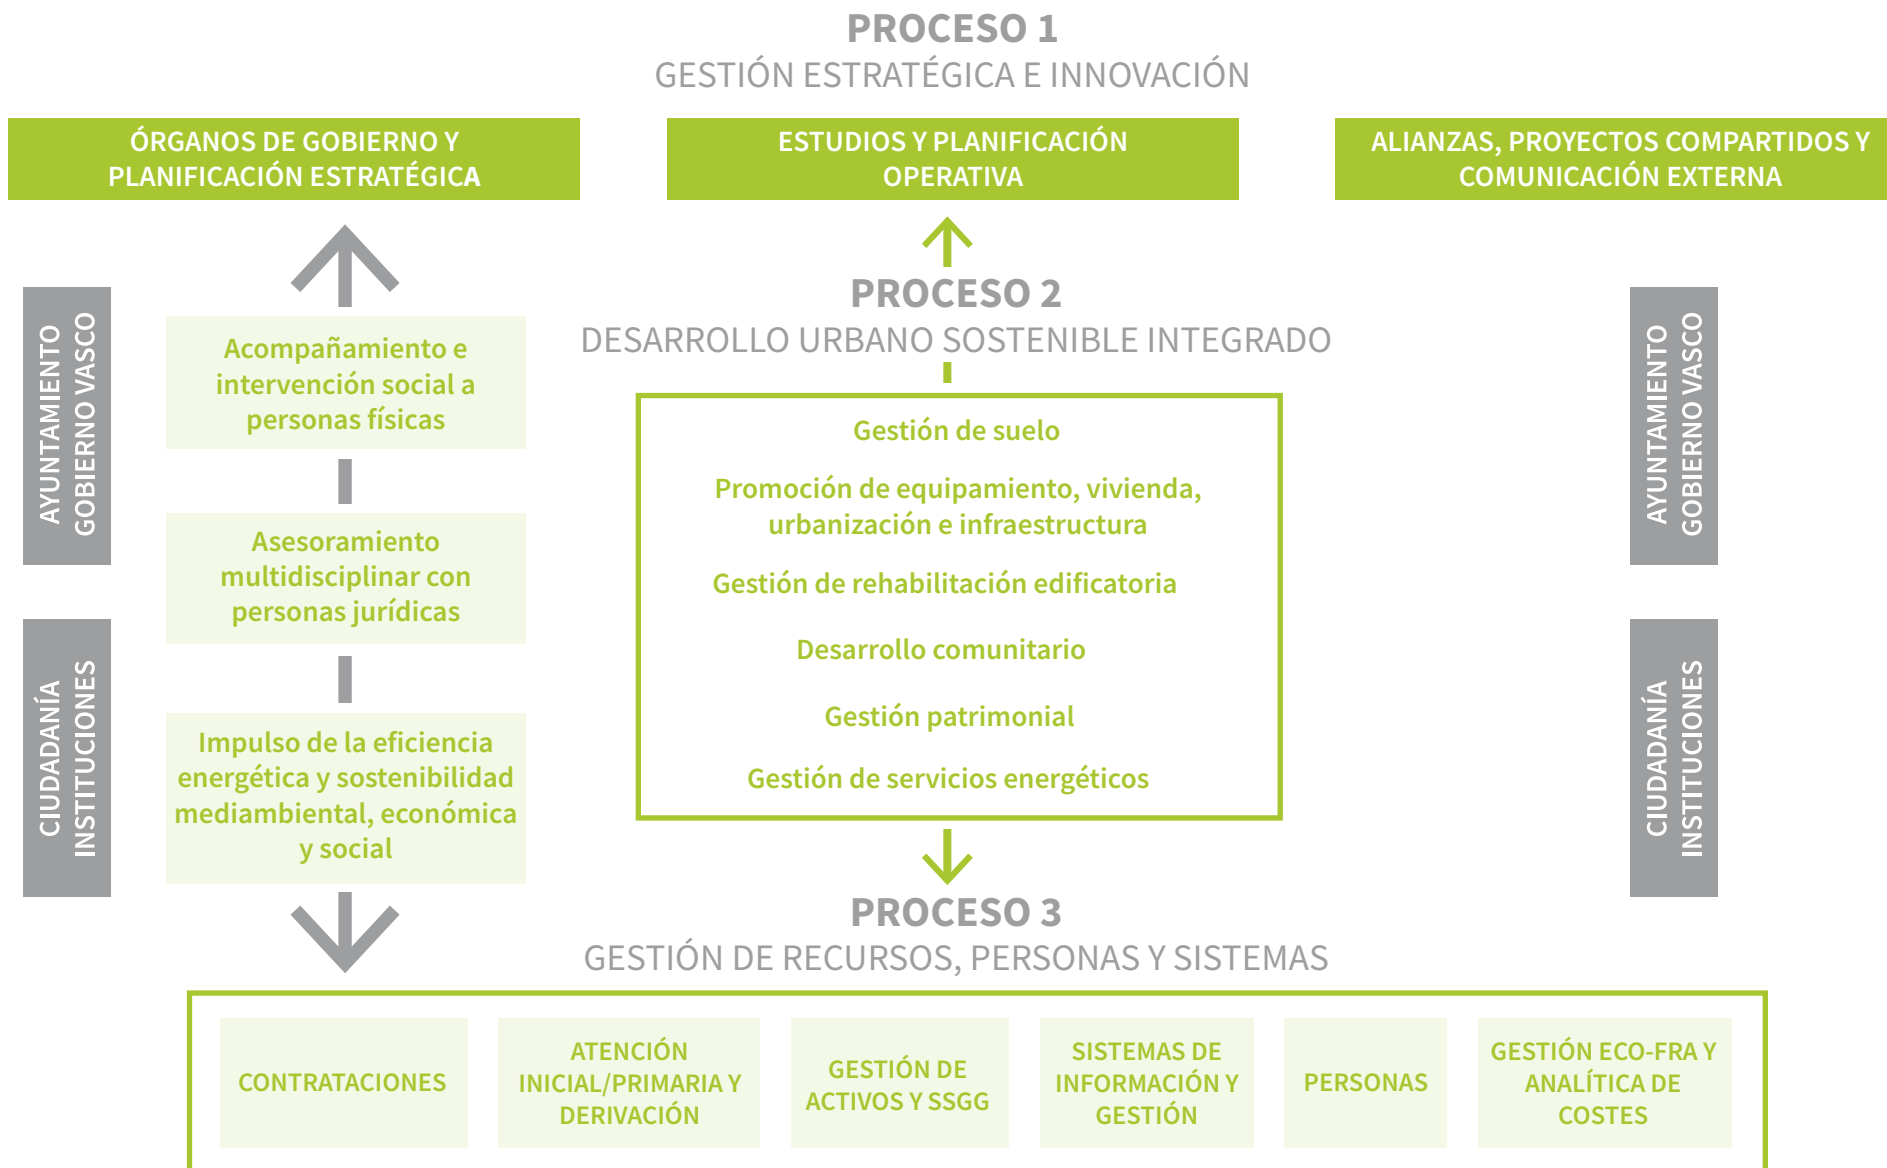 PROCESO 1
GESTIÓN ESTRATÉGICA E INNOVACIÓN
ÓRGANOS DE GOBIERNO Y
PLANIFICACIÓN ESTRATÉGICA
ESTUDIOS Y PLANIFICACIÓN
OPERATIVA
ALIANZAS, PROYECTOS COMPARTIDOS Y
COMUNICACIÓN EXTERNA
AYUNTAMIENTO
GOBIERNO VASCO
CIUDADANÍA
INSTITUCIONES
Acompañamiento e
intervención social a
personas físicas
Asesoramiento
multidisciplinar con
personas jurídicas
Impulso de la eficiencia
energética y sostenibilidad
mediambiental, económica
y social
PROCESO 2
DESARROLLO URBANO SOSTENIBLE INTEGRADO
Gestión de suelo
Promoción de equipamiento, vivienda,
urbanización e infraestructura
Gestión de rehabilitación edificatoria
Desarrollo comunitario
Gestión patrimonial
Gestión de servicios energéticos
AYUNTAMIENTO
GOBIERNO VASCO
CIUDADANÍA
INSTITUCIONES
PROCESO 3
GESTIÓN DE RECURSOS, PERSONAS Y SISTEMAS
CONTRATACIONES
ATENCIÓN
INICIAL/PRIMARIA Y
DERIVACIÓN
GESTIÓN DE
ACTIVOS Y SSGG
SISTEMAS DE
INFORMACIÓN Y
GESTIÓN
PERSONAS
GESTIÓN ECO-FRA Y
ANALÍTICA DE
COSTES